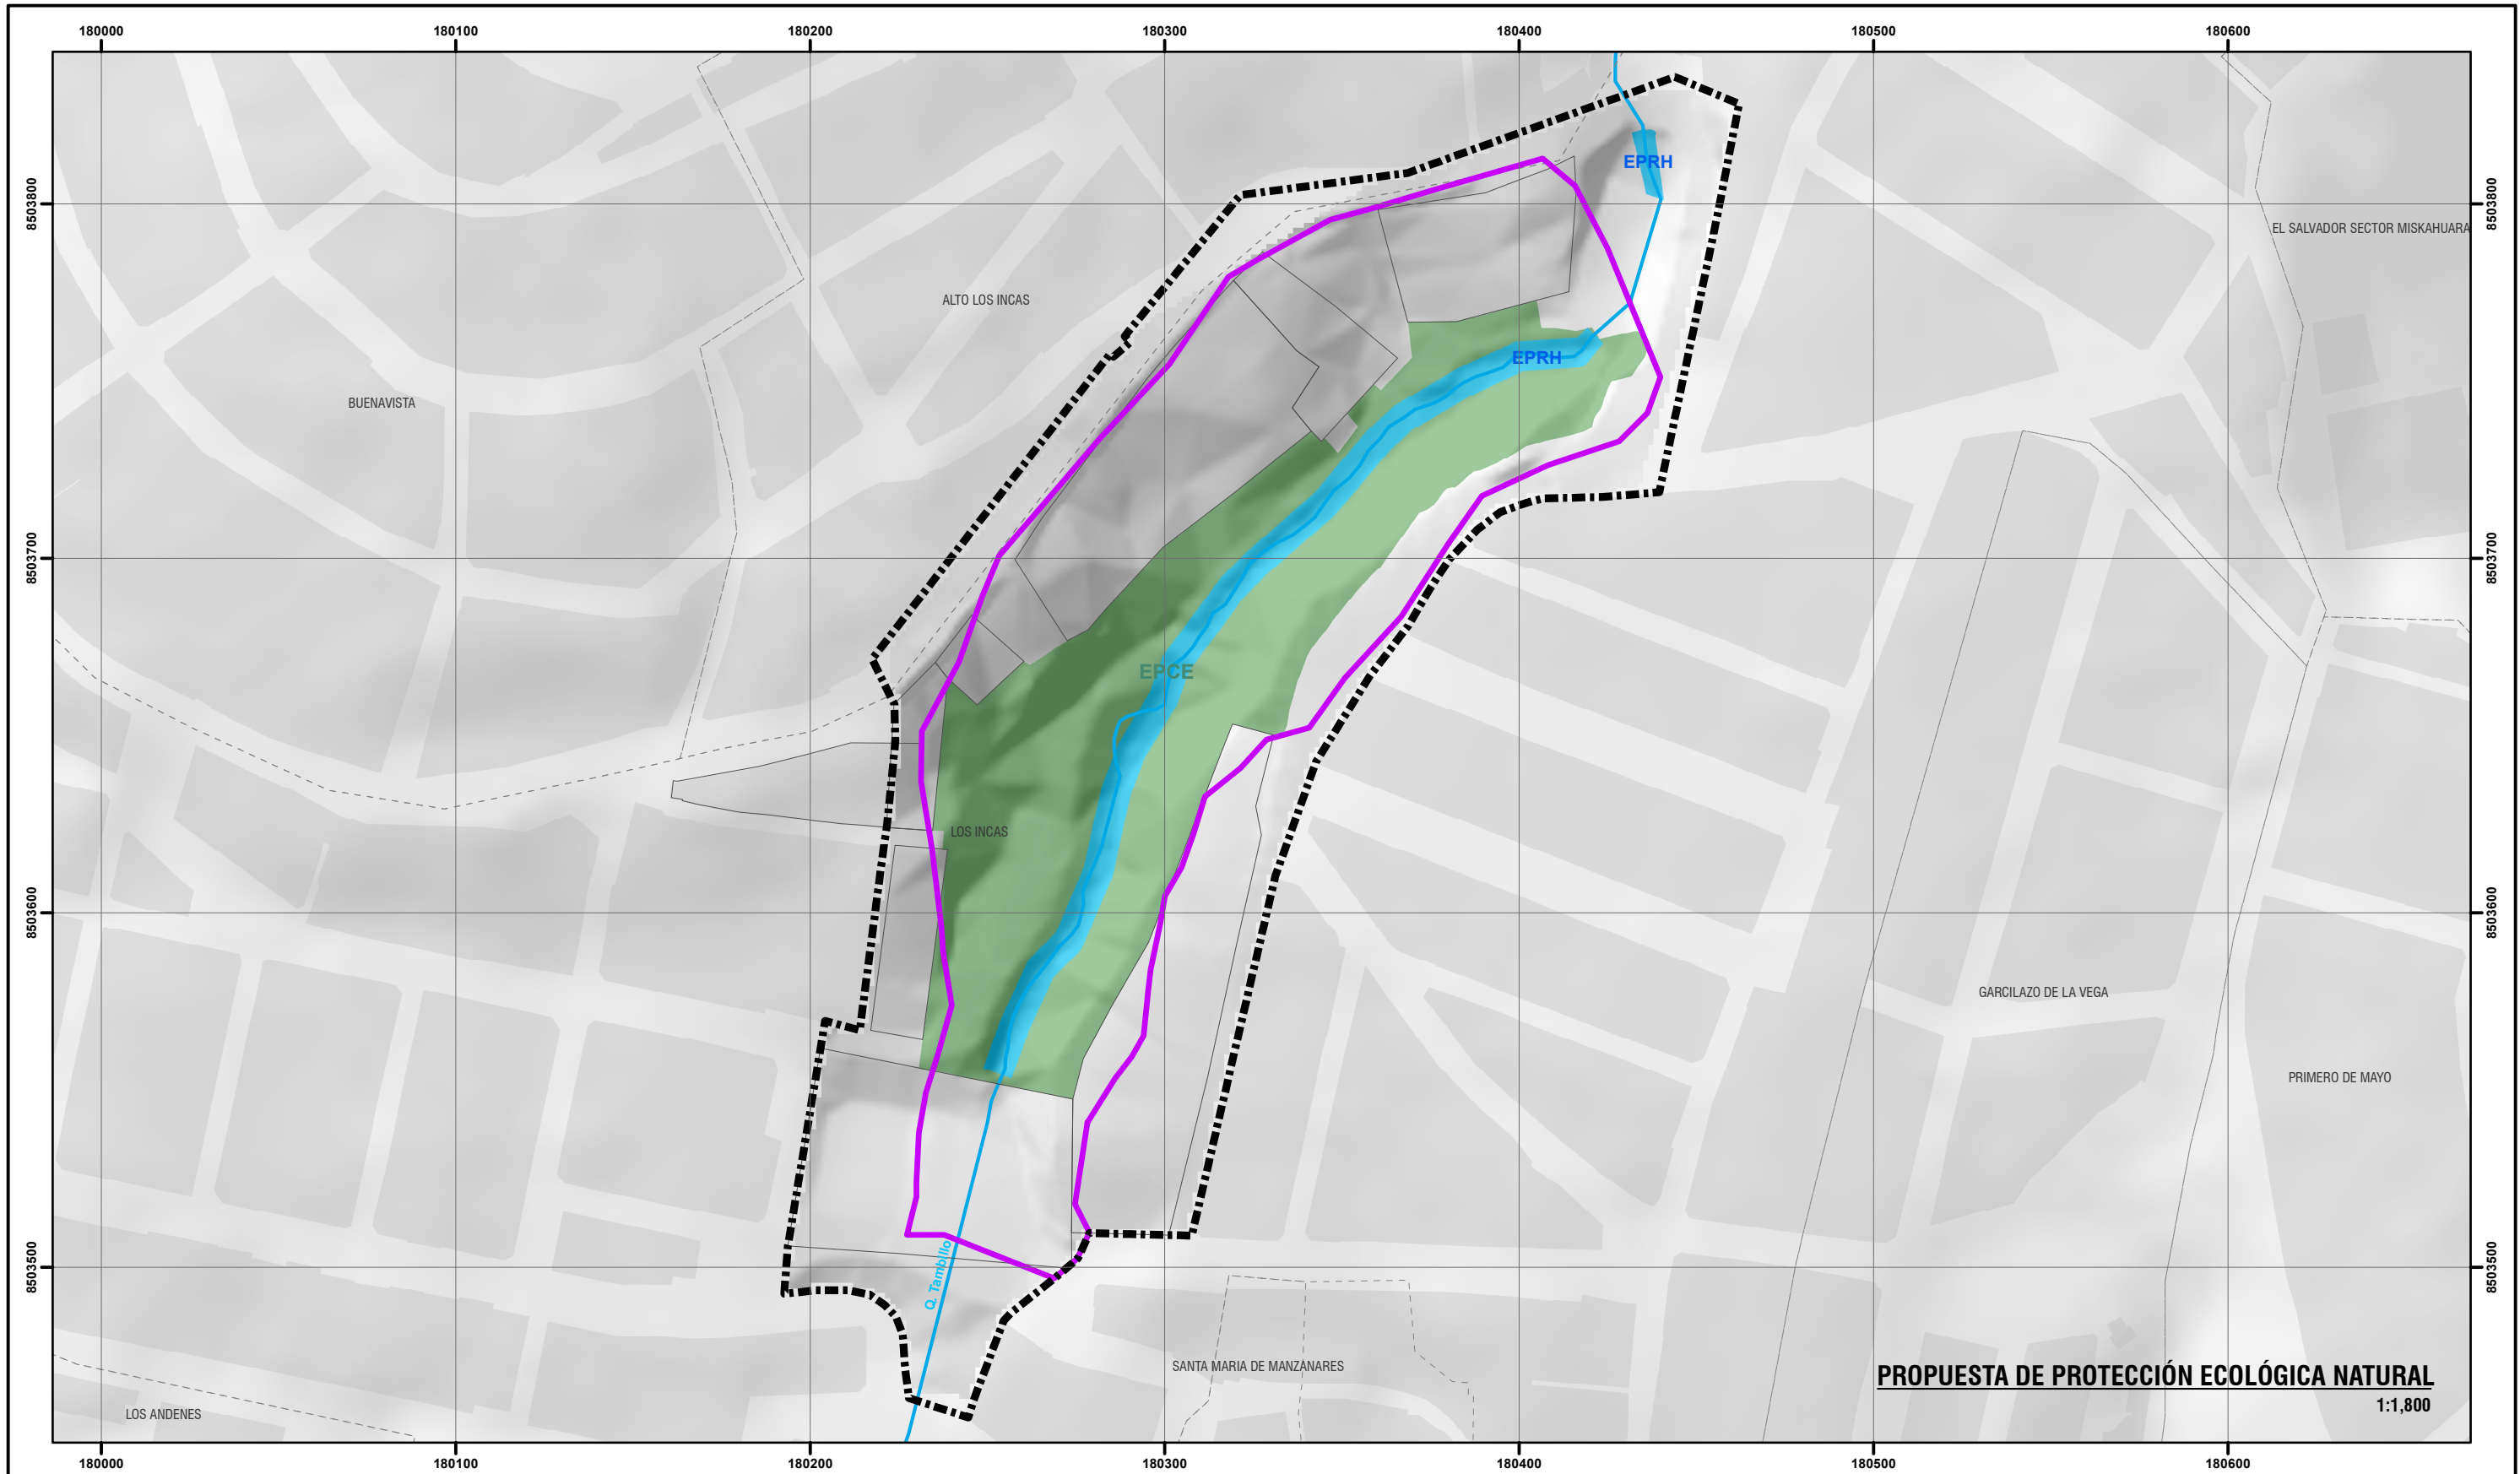 180000 180100 180200 180300 180400 180500 180600
EPRH
8503800 8503800
EL SALVADOR SECTOR MISKAHUARA
ALTO LOS INCAS
EPRH
BUENAVISTA
8503700 8503700
EPCE
LOS INCAS
8503600 8503600
GARCILAZO DE LA VEGA
PRIMERO DE MAYO
8503500 8503500
Q. Tambillo
SANTA MARIA DE MANZANARES
PROPUESTA DE PROTECCIÓN ECOLÓGICA NATURAL
1:1,800
LOS ANDENES
180000 180100 180200 180300 180400 180500 180600